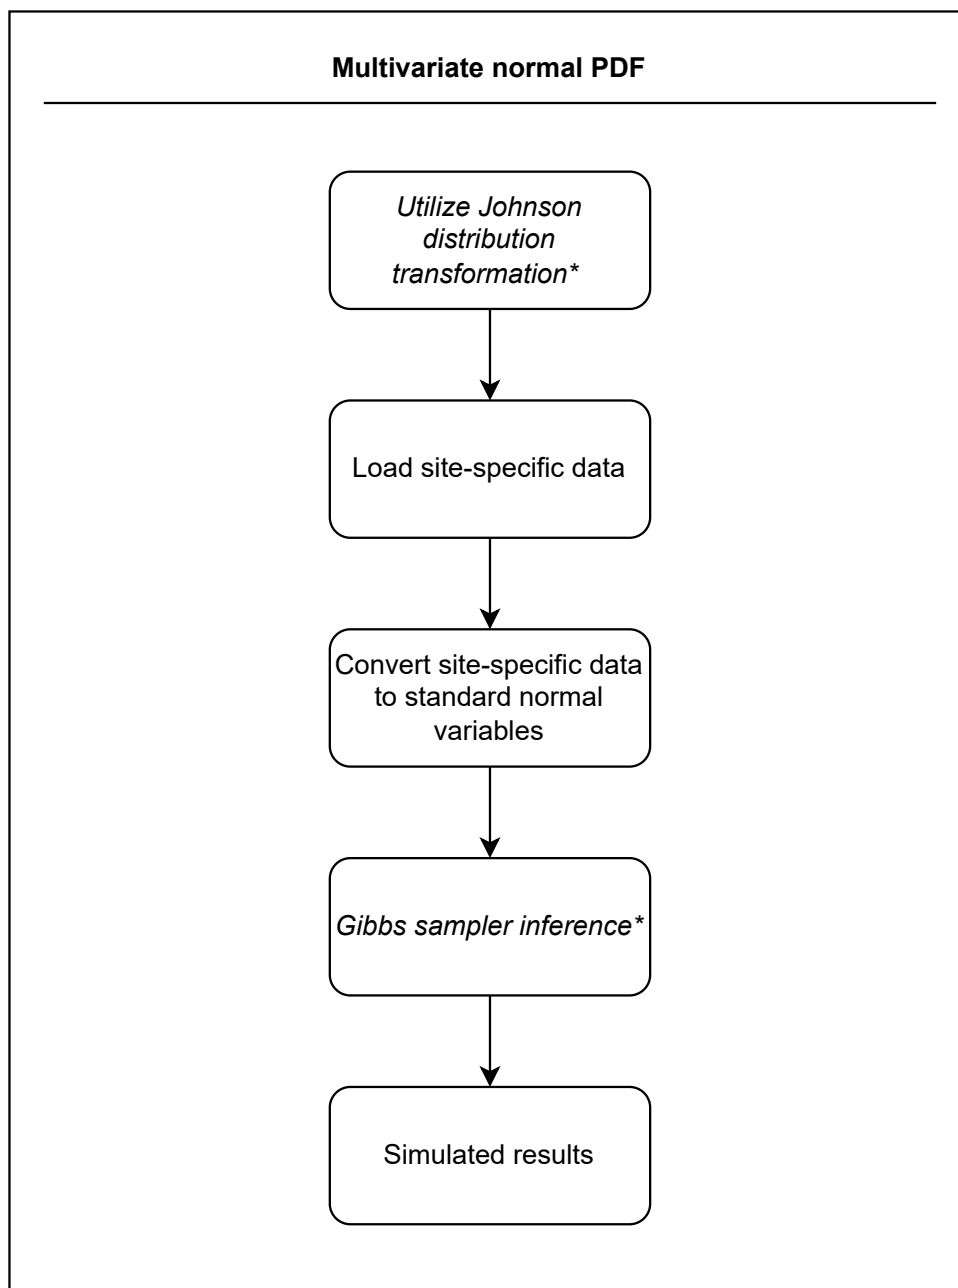 Multivariate normal PDF
Utilize Johnson
distribution
transformation*
Load site-specific data
Convert site-specific data
to standard normal
variables
Gibbs sampler inference*
Simulated results